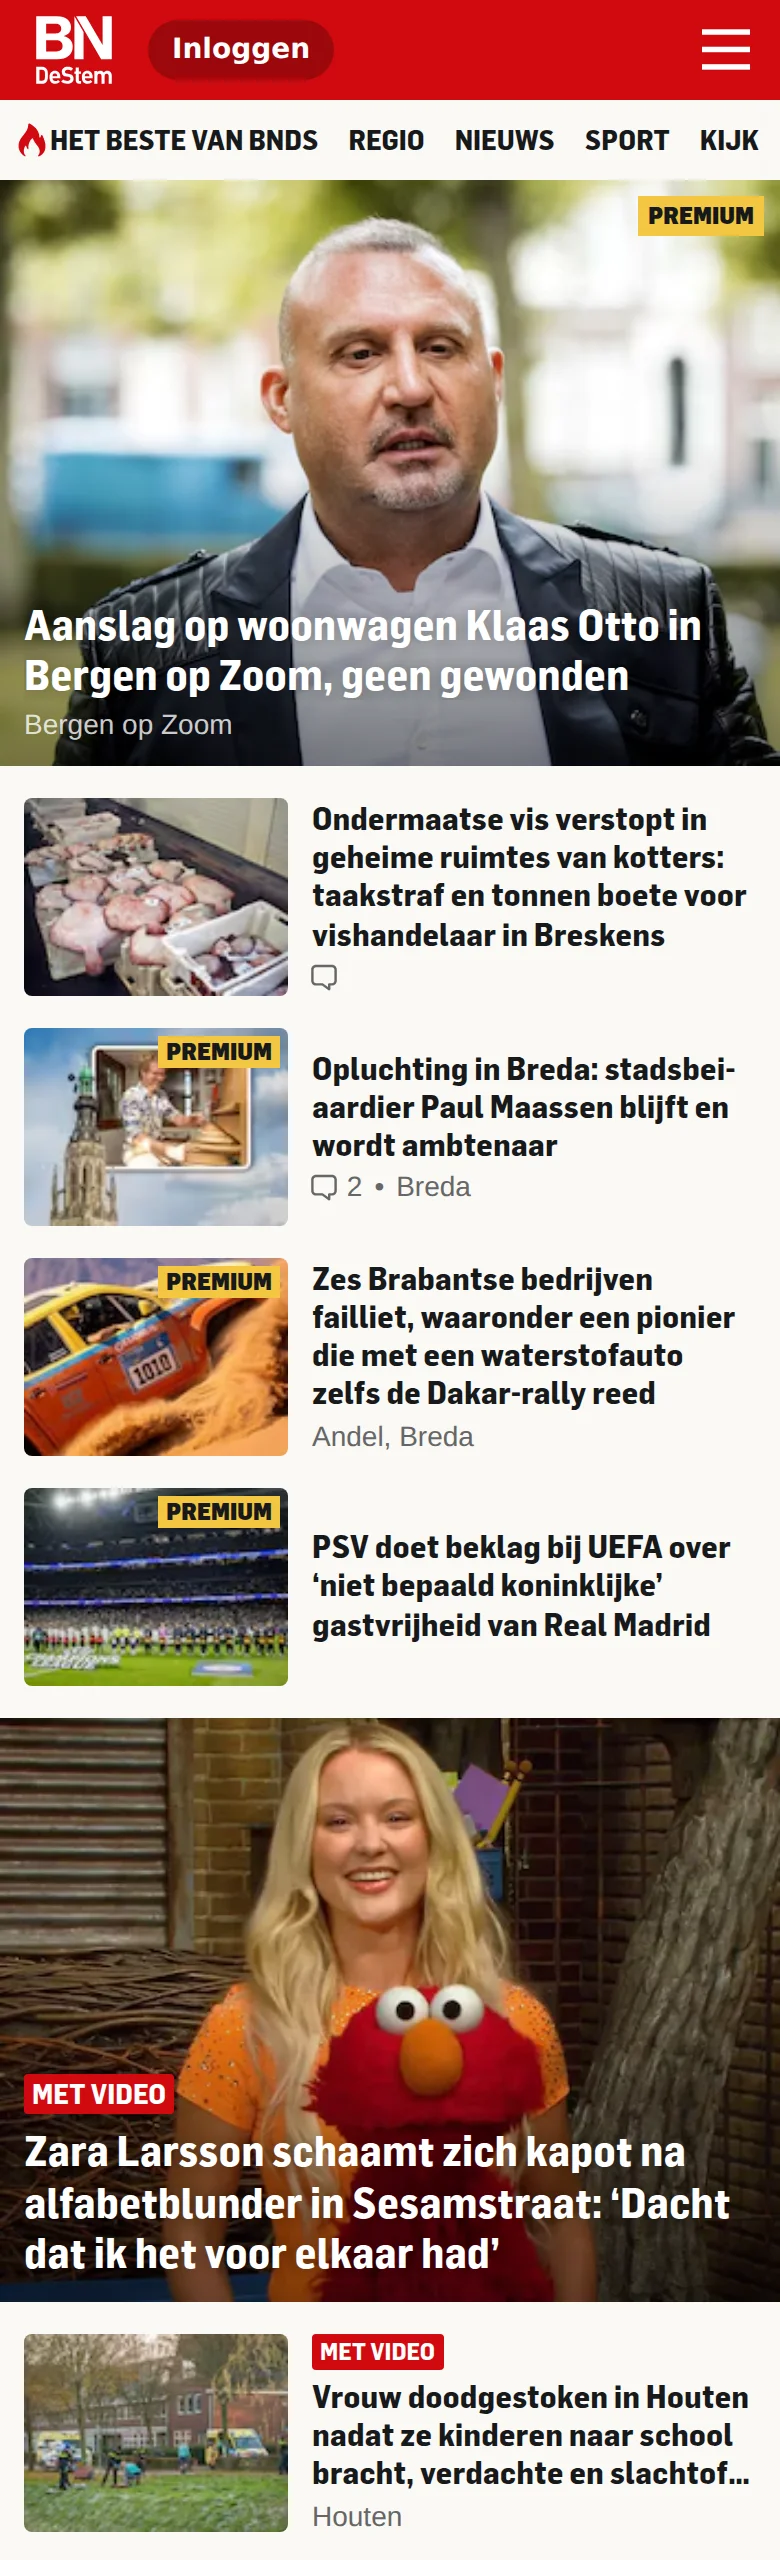 BN
DeStem
Inloggen
HET BESTE VAN BNDS REGIO NIEUWS SPORT KIJK
PREMIUM
Aanslag op woonwagen Klaas Otto in
Bergen op Zoom, geen gewonden
Bergen op Zoom
Ondermaatse vis verstopt in
geheime ruimtes van kotters:
taakstraf en tonnen boete voor
vishandelaar in Breskens
PREMIUM
Opluchting in Breda: stadsbei-
aardier Paul Maassen blijft en
wordt ambtenaar
2 • Breda
PREMIUM
1010
Zes Brabantse bedrijven
failliet, waaronder een pionier
die met een waterstofauto
zelfs de Dakar-rally reed
Andel, Breda
PREMIUM
CHAMPIONS
LEAGUE
PSV doet beklag bij UEFA over
‘niet bepaald koninklijke’
gastvrijheid van Real Madrid
MET VIDEO
Zara Larsson schaamt zich kapot na
alfabetblunder in Sesamstraat: ‘Dacht
dat ik het voor elkaar had’
MET VIDEO
Vrouw doodgestoken in Houten
nadat ze kinderen naar school
bracht, verdachte en slachtof...
Houten